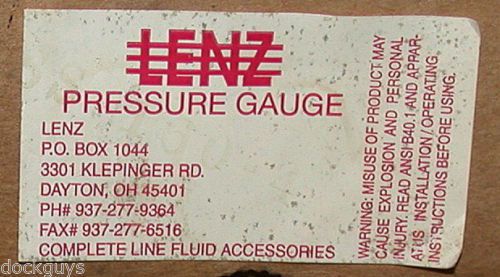 LENZ
PRESSURE GAUGE
LENZ
P.O. BOX 1044
3301 KLEPINGER RD.
DAYTON, OH 45401
PH# 937-277-9364
FAX# 937-277-6516
COMPLETE LINE FLUID ACCESSORIES
WARNING: MISUSE OF PRODUCT MAY
CAUSE EXPLOSION AND PERSONAL
INJURY. READ ANSI B40.1 AND APPAR-
ATUS INSTALLATION/OPERATING
INSTRUCTIONS BEFORE USING.
© dockguys